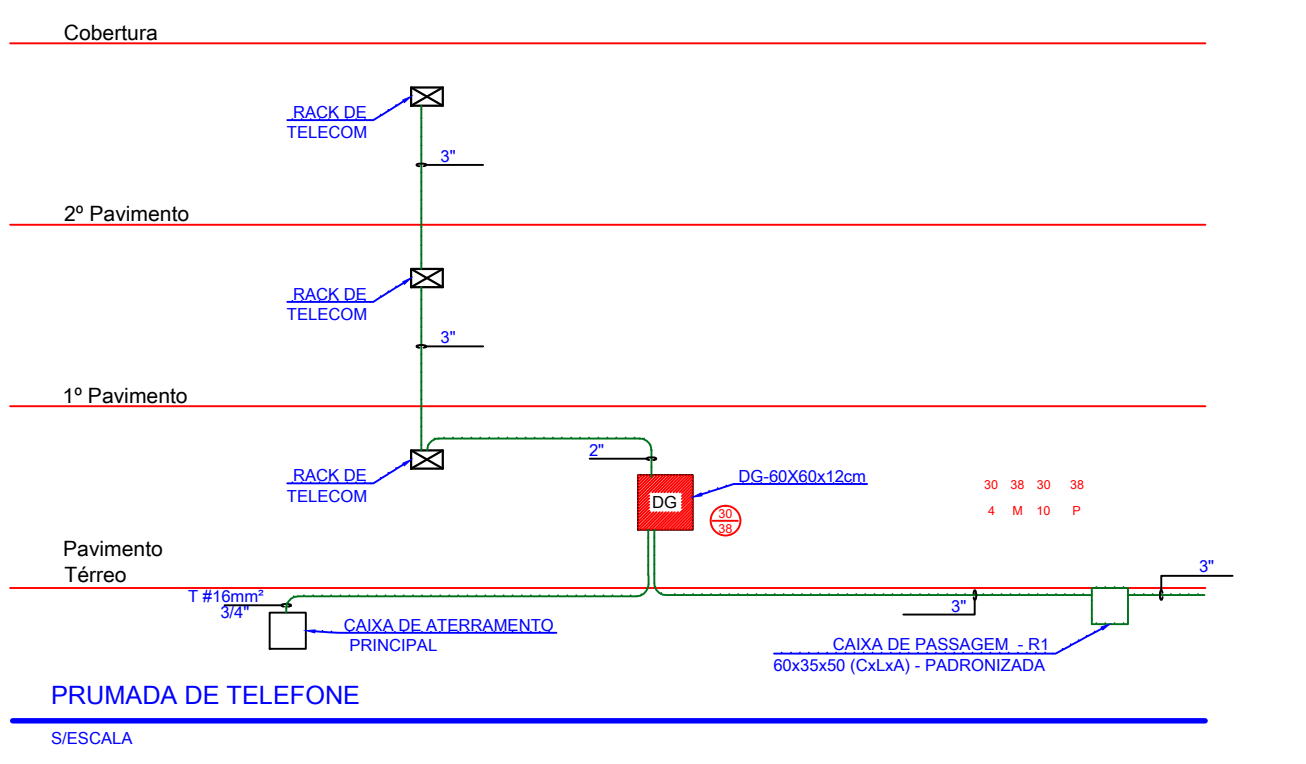 Cobertura
RACK DE
TELECOM
3"
2º Pavimento
RACK DE
TELECOM
3"
1º Pavimento
2"
RACK DE
TELECOM
DG-60X60x12cm
DG
30
38
30 38 30 38
4 M 10 P
Pavimento
Térreo
3"
T #16mm²
3/4"
3"
CAIXA DE ATERRAMENTO
PRINCIPAL
CAIXA DE PASSAGEM - R1
60x35x50 (CxLxA) - PADRONIZADA
PRUMADA DE TELEFONE
S/ESCALA